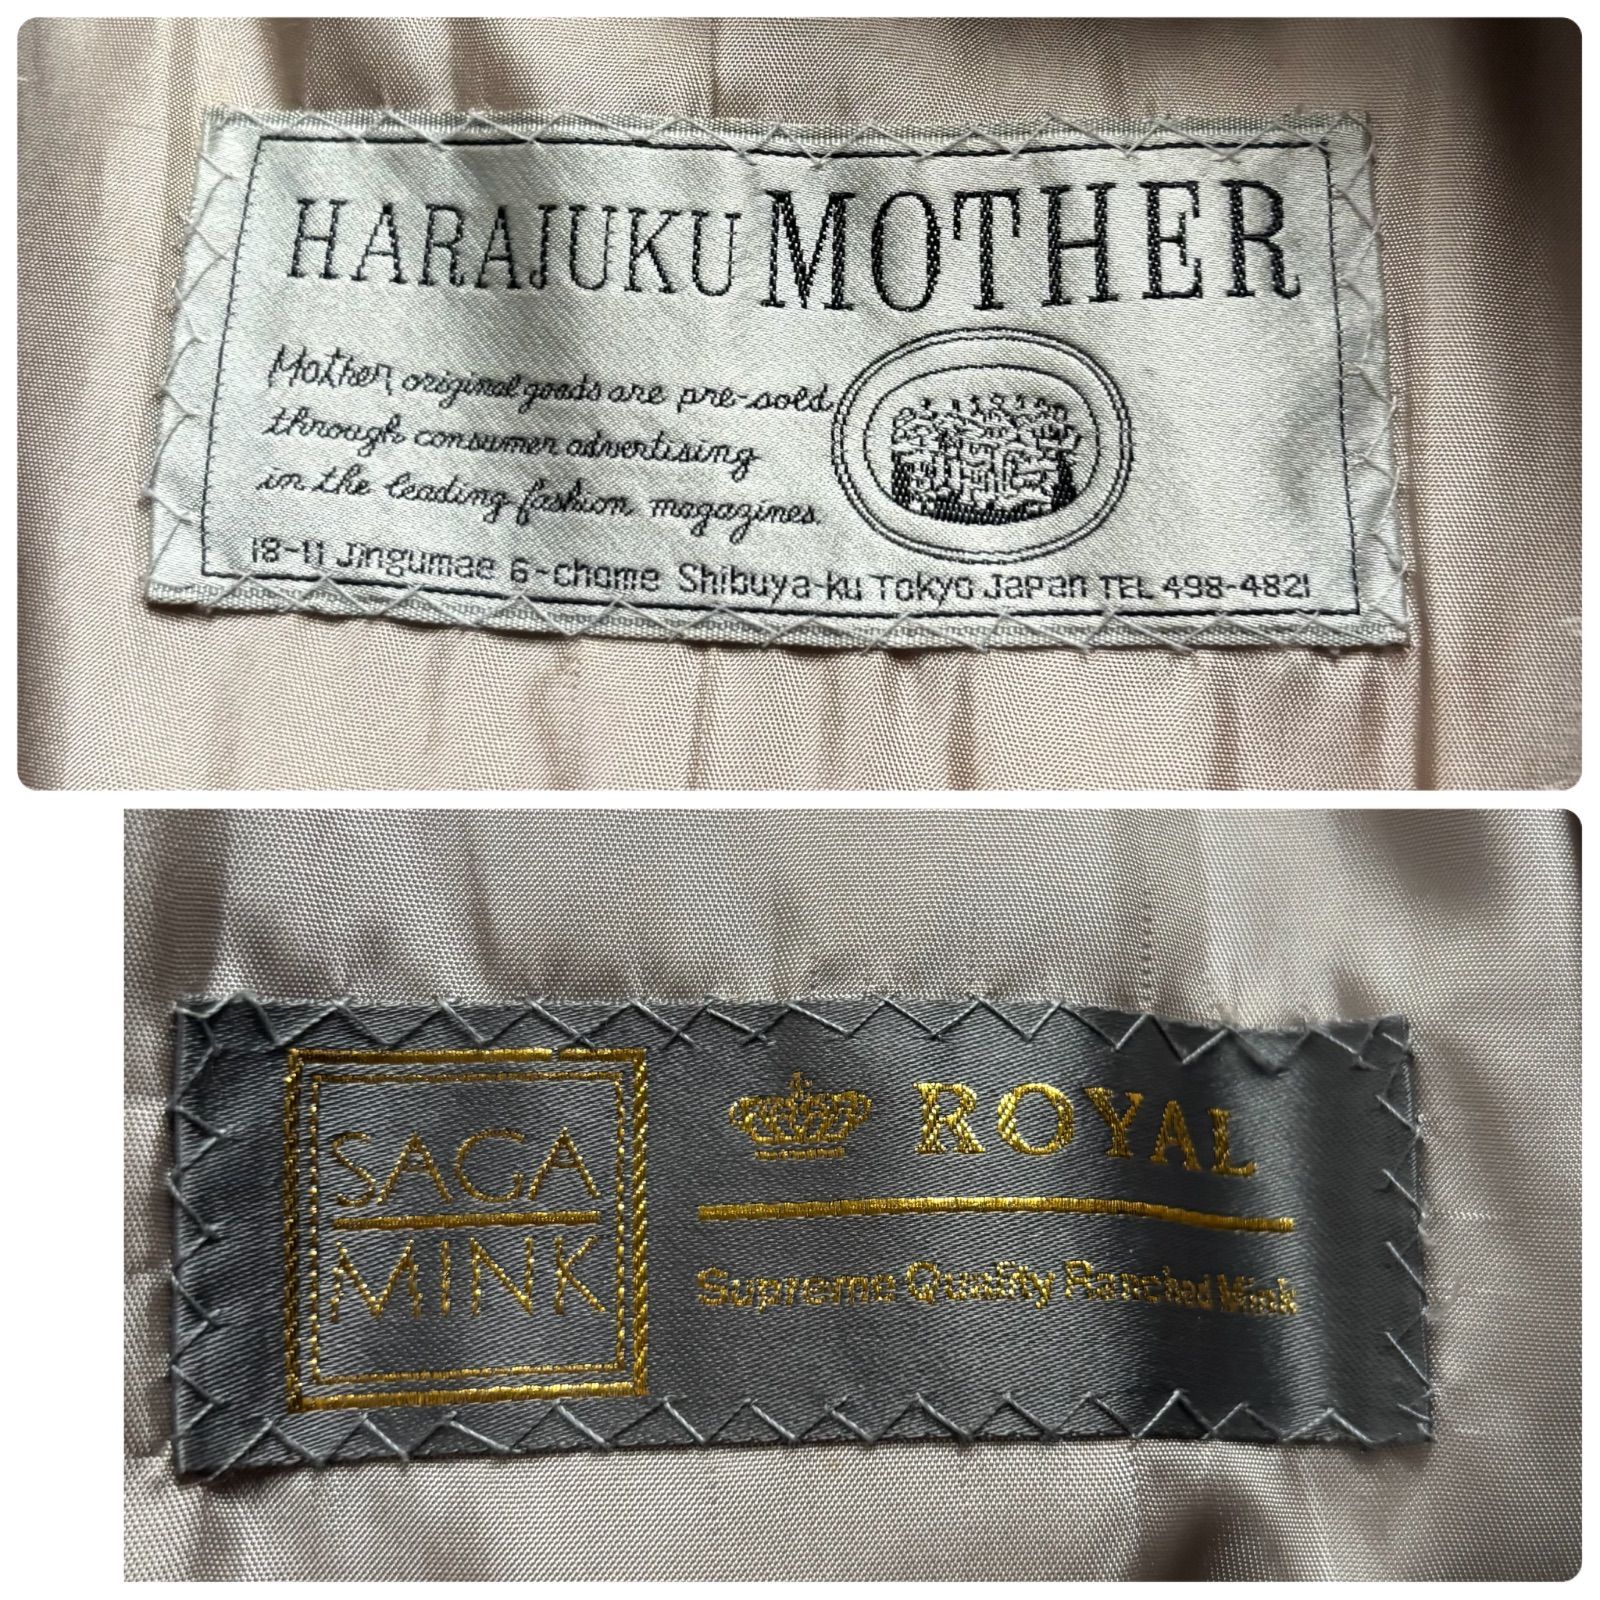 HARAJUKU MOTHER
Mother original goods are pre-sold
through consumer advertising
in the leading fashion magazines.
18-11 Jingumae 6-chome Shibuya-ku Tokyo Japan TEL 498-4821
SAGA
MINK
ROYAL
Supreme Quality Ranched Mink